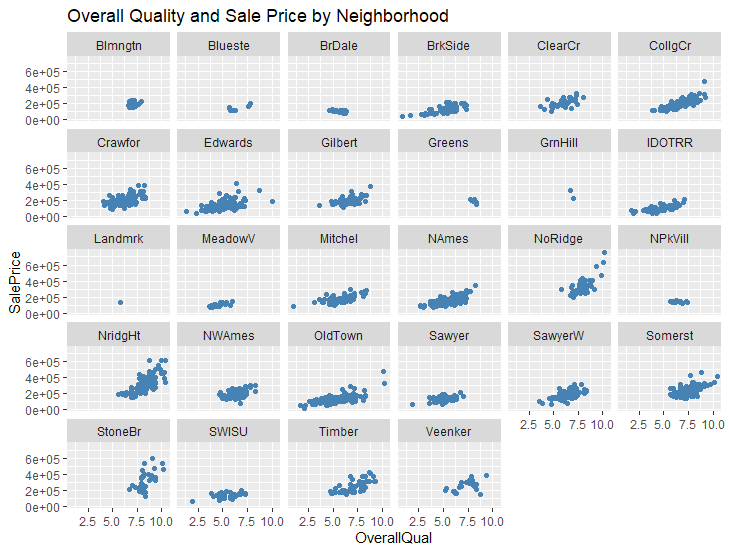 Overall Quality and Sale Price by Neighborhood
Blmngtn Blueste BrDale BrkSide ClearCr CollgCr
6e+05
4e+05
2e+05
0e+00
Crawfor Edwards Gilbert Greens GrnHill IDOTRR
6e+05
4e+05
2e+05
0e+00
Landmrk MeadowV Mitchel NAmes NoRidge NPkVill
6e+05
4e+05
2e+05
0e+00
SalePrice
NridgHt NWAmes OldTown Sawyer SawyerW Somerst
6e+05
4e+05
2e+05
0e+00
2.5 5.0 7.5 10.0 2.5 5.0 7.5 10.0
StoneBr SWISU Timber Veenker
6e+05
4e+05
2e+05
0e+00
2.5 5.0 7.5 10.0 2.5 5.0 7.5 10.0 2.5 5.0 7.5 10.0 2.5 5.0 7.5 10.0
OverallQual